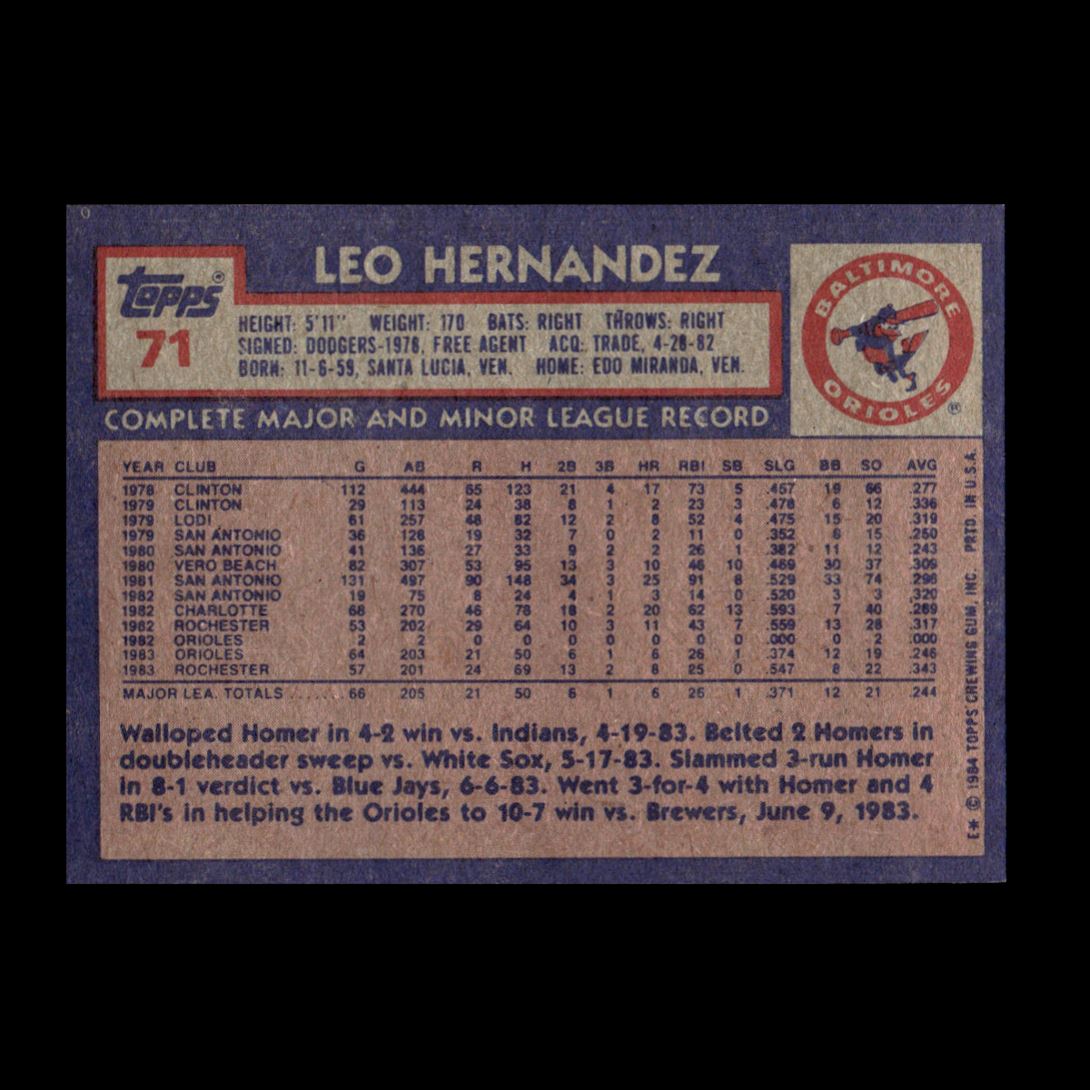 0
LEO HERNANDEZ
Topps®
71
HEIGHT: 5'11" WEIGHT: 170 BATS: RIGHT THROWS: RIGHT
SIGNED: DODGERS-1978, FREE AGENT ACQ: TRADE, 4-28-82
BORN: 11-6-59, SANTA LUCIA, VEN. HOME: EDO MIRANDA, VEN.
BALTIMORE
ORIOLES
®
COMPLETE MAJOR AND MINOR LEAGUE RECORD
YEAR CLUB G AB R H 2B 3B HR RBI SB SLG BB SO AVG
1978 CLINTON 112 444 65 123 21 4 17 73 5 .457 19 66 .277
1979 CLINTON 29 113 24 38 8 1 2 23 3 .478 6 12 .336
1979 LODI 61 257 48 82 12 2 8 52 4 .475 15 20 .319
1979 SAN ANTONIO 36 128 19 32 7 0 2 11 0 .352 8 15 .250
1980 SAN ANTONIO 41 136 27 33 9 2 2 26 1 .382 11 12 .243
1980 VERO BEACH 82 307 53 95 13 3 10 46 10 .469 30 37 .309
1981 SAN ANTONIO 131 497 90 148 34 3 25 91 8 .529 33 74 .298
1982 SAN ANTONIO 19 75 8 24 4 1 3 14 0 .520 3 3 .320
1982 CHARLOTTE 68 270 46 78 18 2 20 62 13 .593 7 40 .289
1982 ROCHESTER 53 202 29 64 10 3 11 43 7 .559 13 28 .317
1982 ORIOLES 2 2 0 0 0 0 0 0 0 .000 0 2 .000
1983 ORIOLES 64 203 21 50 6 1 6 26 1 .374 12 19 .246
1983 ROCHESTER 57 201 24 69 13 2 8 25 0 .547 8 22 .343
MAJOR LEA. TOTALS ...... 66 205 21 50 6 1 6 26 1 .371 12 21 .244
Walloped Homer in 4-2 win vs. Indians, 4-19-83. Belted 2 Homers in
doubleheader sweep vs. White Sox, 5-17-83. Slammed 3-run Homer
in 8-1 verdict vs. Blue Jays, 6-6-83. Went 3-for-4 with Homer and 4
RBI's in helping the Orioles to 10-7 win vs. Brewers, June 9, 1983.
E* © 1984 TOPPS CHEWING GUM, INC. PRTD. IN U.S.A.